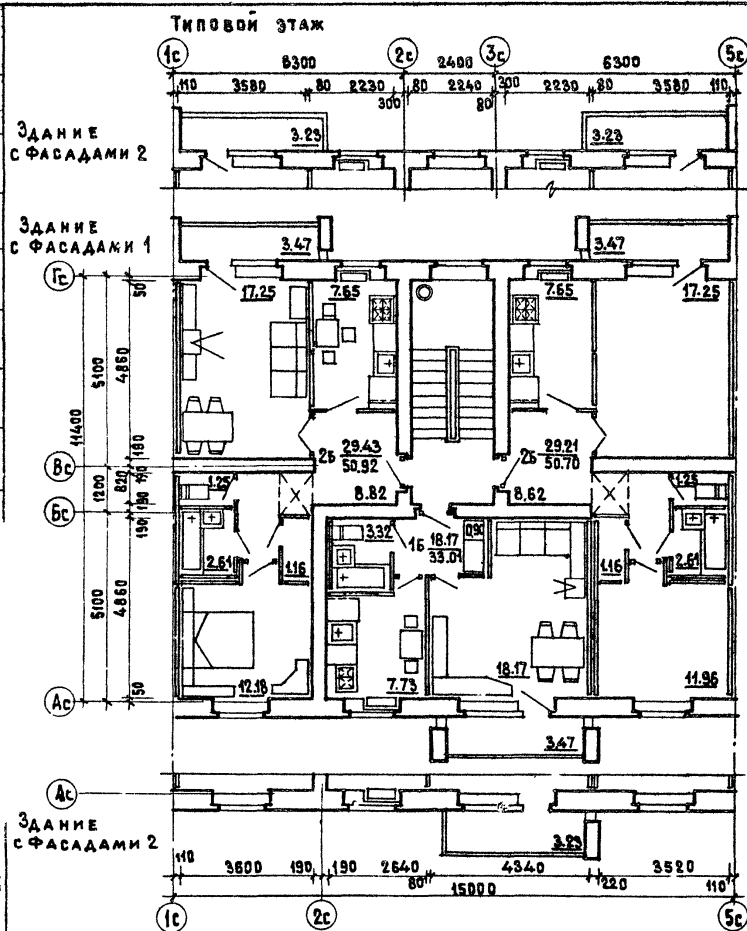 Типовой этаж
1с 2с 3с 5с
6300 2400 6300
110 3580 80 2230 300 80 2240 80 300 2230 80 3580 110
Здание
с фасадами 2
3.23 3.23
Здание
с фасадами 1
3.47 3.47
Гс
17.25 7.65 7.65 17.25
50
5100 4860
11400
180
2Б 29.43 2Б 29.21
50.92 50.70
Вс
190
1.25 8.82 8.62 1.25
1200 820
Бс
190
190
3.32 1Б 18.17 0,90
33.01
2.61 1.16 1.16 2.61
5100 4860
12.18 7.73 18.17 11.96
50
Ас
3.47
Ас
Здание
с фасадами 2
3.23
110 3600 190 190 2640 80 4340 220 3520 110
15000
1с 2с 5с